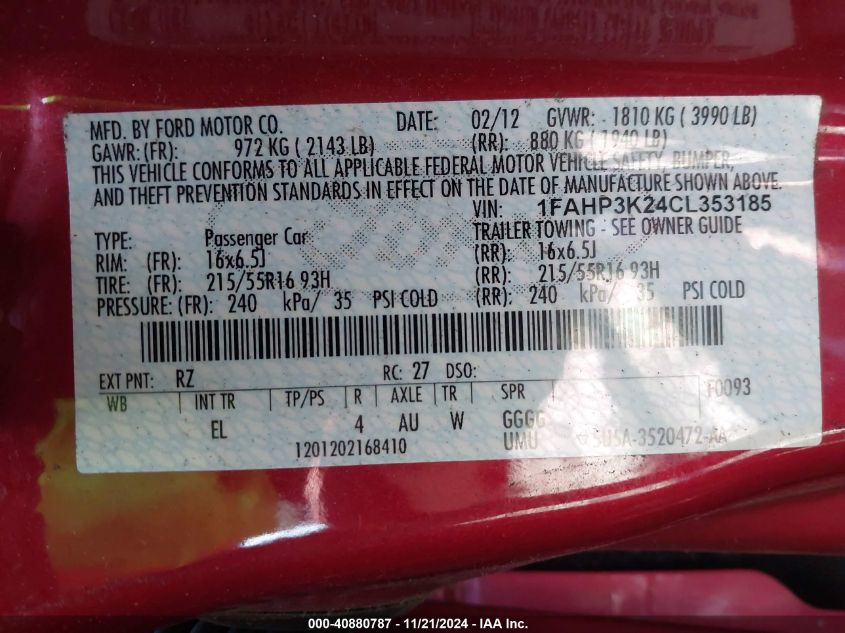 MFD. BY FORD MOTOR CO. DATE: 02/12 GVWR: 1810 KG ( 3990 LB)
GAWR: (FR): 972 KG ( 2143 LB) (RR): 880 KG ( 1940 LB)
THIS VEHICLE CONFORMS TO ALL APPLICABLE FEDERAL MOTOR VEHICLE SAFETY, BUMPER,
AND THEFT PREVENTION STANDARDS IN EFFECT ON THE DATE OF MANUFACTURE SHOWN ABOVE.
VIN: 1FAHP3K24CL353185
TYPE: Passenger Car TRAILER TOWING - SEE OWNER GUIDE
RIM: (FR): 16x6.5J (RR): 16x6.5J
TIRE: (FR): 215/55R16 93H (RR): 215/55R16 93H
PRESSURE: (FR): 240 kPa/ 35 PSI COLD (RR): 240 kPa/ 35 PSI COLD
EXT PNT: RZ RC: 27 DSO:
WB INT TR TP/PS R AXLE TR SPR F0093
EL 4 AU W GGGG
1201202168410 UMU 5U5A-3520472-AA
000-40880787 - 11/21/2024 - IAA Inc.